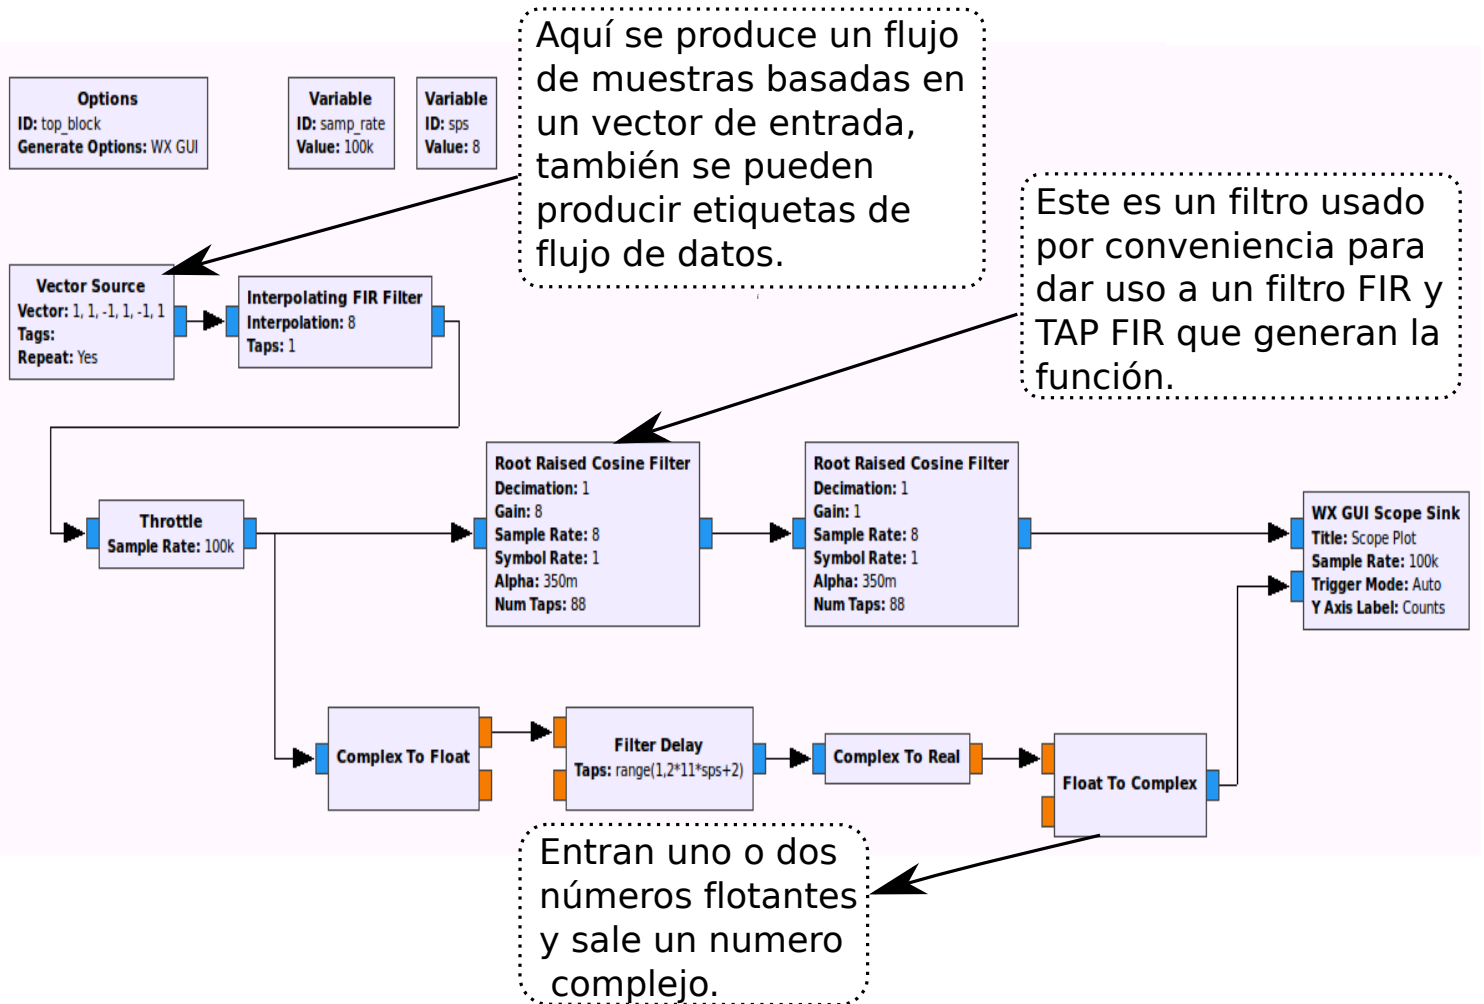 Aquí se produce un flujo
de muestras basadas en
un vector de entrada,
también se pueden
producir etiquetas de
flujo de datos.
Options
ID: top_block
Generate Options: WX GUI
Variable
ID: samp_rate
Value: 100k
Variable
ID: sps
Value: 8
Este es un filtro usado
por conveniencia para
dar uso a un filtro FIR y
TAP FIR que generan la
función.
Vector Source
Vector: 1, 1, -1, 1, -1, 1
Tags:
Repeat: Yes
Interpolating FIR Filter
Interpolation: 8
Taps: 1
Throttle
Sample Rate: 100k
Root Raised Cosine Filter
Decimation: 1
Gain: 8
Sample Rate: 8
Symbol Rate: 1
Alpha: 350m
Num Taps: 88
Root Raised Cosine Filter
Decimation: 1
Gain: 1
Sample Rate: 8
Symbol Rate: 1
Alpha: 350m
Num Taps: 88
WX GUI Scope Sink
Title: Scope Plot
Sample Rate: 100k
Trigger Mode: Auto
Y Axis Label: Counts
Complex To Float
Filter Delay
Taps: range(1,2*11*sps+2)
Complex To Real
Float To Complex
Entran uno o dos
números flotantes
y sale un numero
complejo.